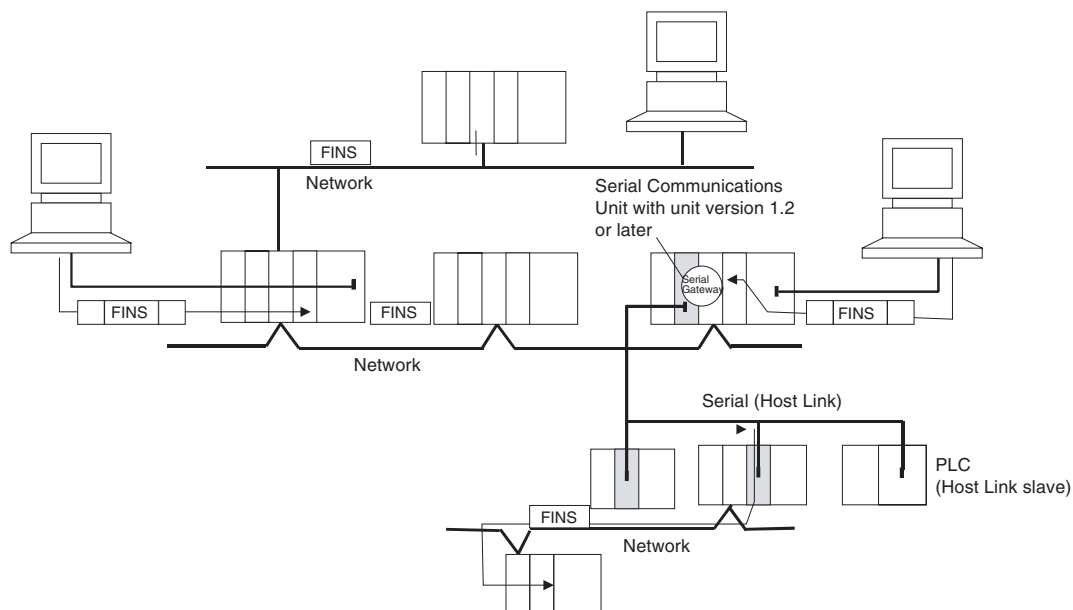 FINS
Network
Serial Communications
Unit with unit version 1.2
or later
Serial
Gateway
FINS
FINS
FINS
Network
Serial (Host Link)
PLC
(Host Link slave)
FINS
Network